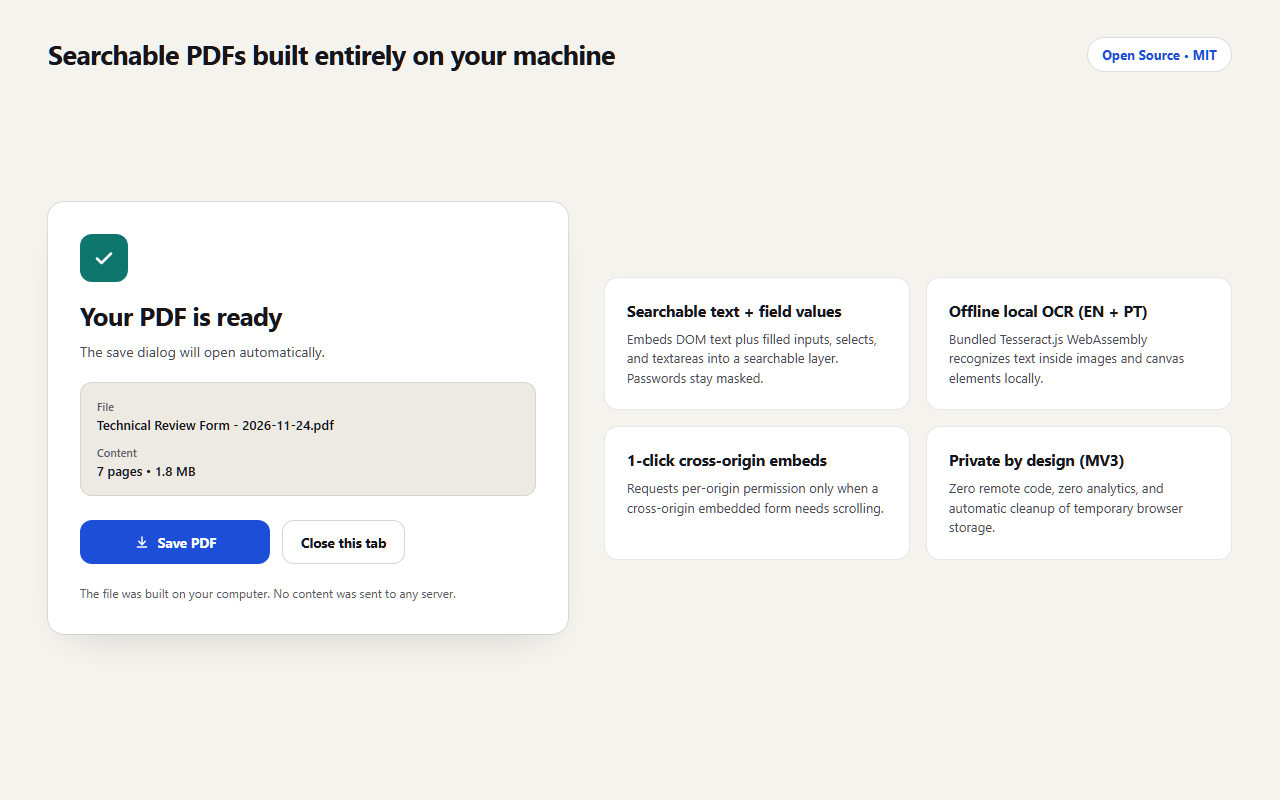 Searchable PDFs built entirely on your machine
Open Source • MIT
Your PDF is ready
The save dialog will open automatically.
File
Technical Review Form - 2026-11-24.pdf
Content
7 pages • 1.8 MB
Save PDF
Close this tab
The file was built on your computer. No content was sent to any server.
Searchable text + field values
Embeds DOM text plus filled inputs, selects,
and textareas into a searchable layer.
Passwords stay masked.
Offline local OCR (EN + PT)
Bundled Tesseract.js WebAssembly
recognizes text inside images and canvas
elements locally.
1-click cross-origin embeds
Requests per-origin permission only when a
cross-origin embedded form needs scrolling.
Private by design (MV3)
Zero remote code, zero analytics, and
automatic cleanup of temporary browser
storage.